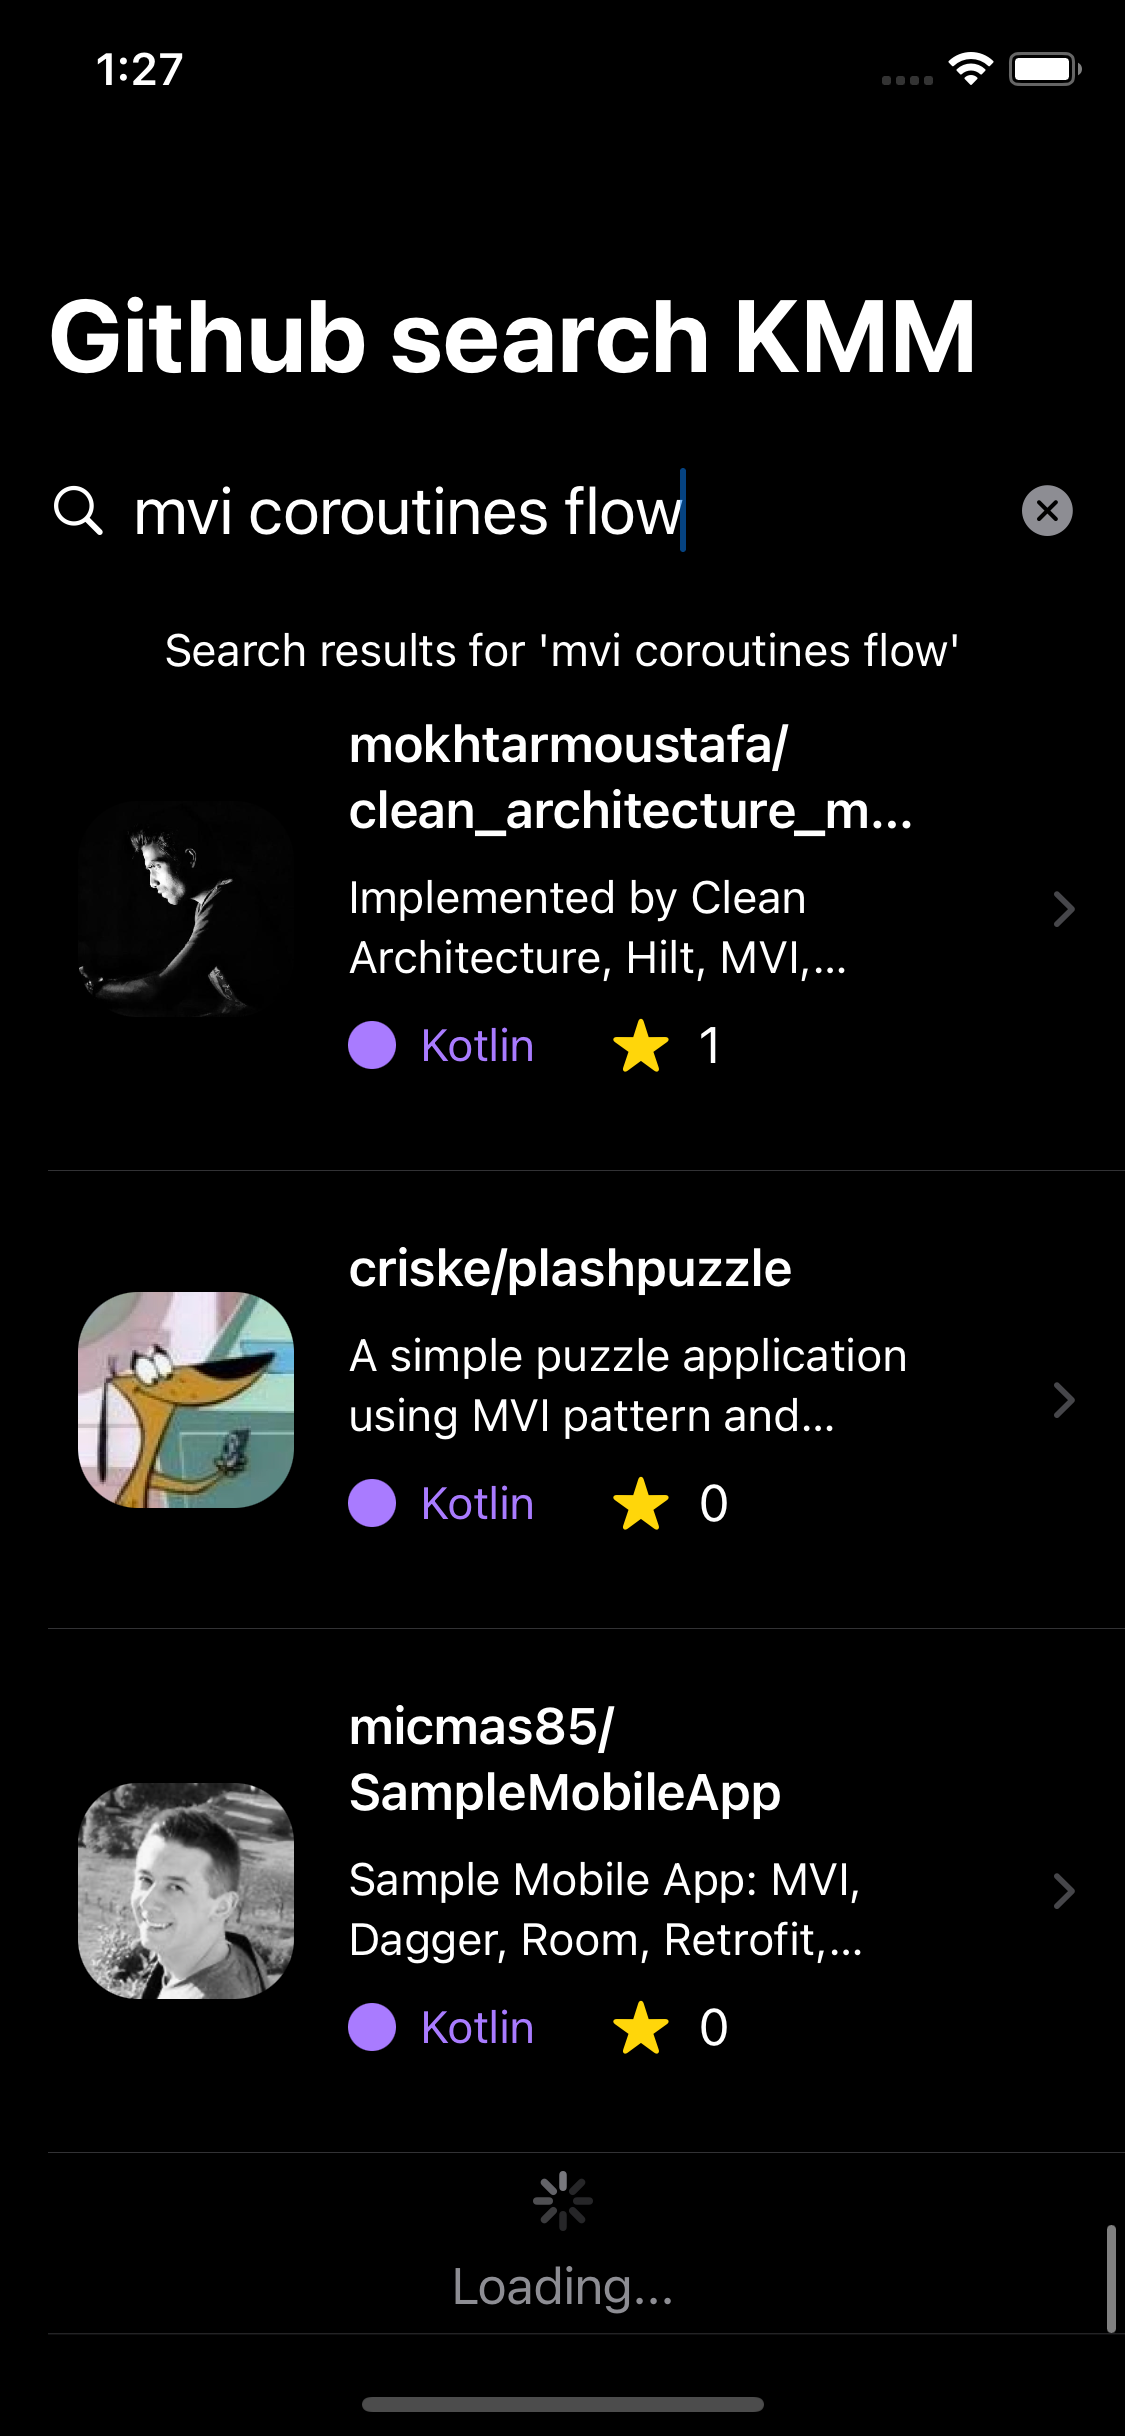 1:27
Github search KMM
mvi coroutines flow
Search results for 'mvi coroutines flow'
mokhtarmoustafa/
clean_architecture_m...
Implemented by Clean
Architecture, Hilt, MVI,...
Kotlin 1
criske/plashpuzzle
A simple puzzle application
using MVI pattern and...
Kotlin 0
micmas85/
SampleMobileApp
Sample Mobile App: MVI,
Dagger, Room, Retrofit,...
Kotlin 0
Loading...